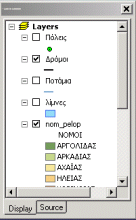 Layers
Πόλεις
Δρόμοι
Ποτάμια
λίμνες
nom_pelop
ΝΟΜΟΙ
ΑΡΓΟΛΙΔΑΣ
ΑΡΚΑΔΙΑΣ
ΑΧΑΪΑΣ
ΗΛΕΙΑΣ
Display Source